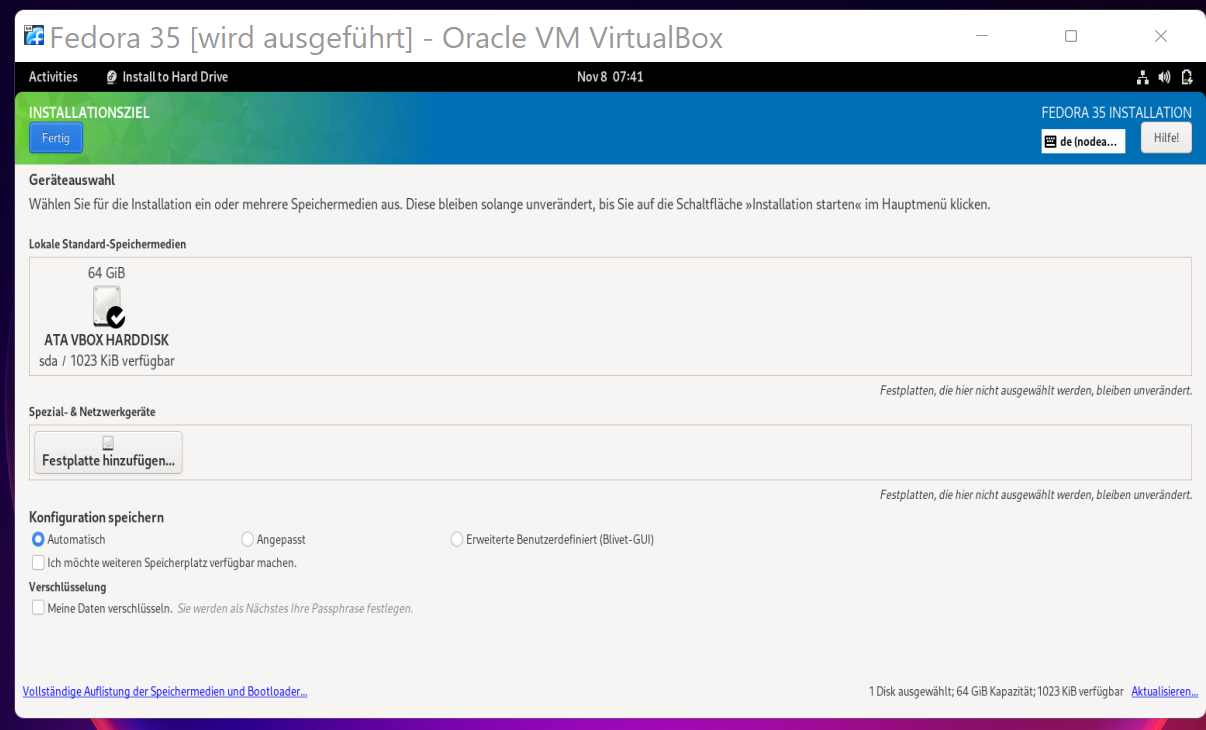 Fedora 35 [wird ausgeführt] - Oracle VM VirtualBox
Activities Install to Hard Drive Nov 8 07:41
INSTALLATIONSZIEL FEDORA 35 INSTALLATION
Fertig de (nodea... Hilfe!
Geräteauswahl
Wählen Sie für die Installation ein oder mehrere Speichermedien aus. Diese bleiben solange unverändert, bis Sie auf die Schaltfläche »Installation starten« im Hauptmenü klicken.
Lokale Standard-Speichermedien
64 GiB
ATA VBOX HARDDISK
sda / 1023 KiB verfügbar
Festplatten, die hier nicht ausgewählt werden, bleiben unverändert.
Spezial- & Netzwerkgeräte
Festplatte hinzufügen...
Festplatten, die hier nicht ausgewählt werden, bleiben unverändert.
Konfiguration speichern
Automatisch Angepasst Erweiterte Benutzerdefiniert (Blivet-GUI)
Ich möchte weiteren Speicherplatz verfügbar machen.
Verschlüsselung
Meine Daten verschlüsseln. Sie werden als Nächstes Ihre Passphrase festlegen.
Vollständige Auflistung der Speichermedien und Bootloader... 1 Disk ausgewählt; 64 GiB Kapazität; 1023 KiB verfügbar Aktualisieren...